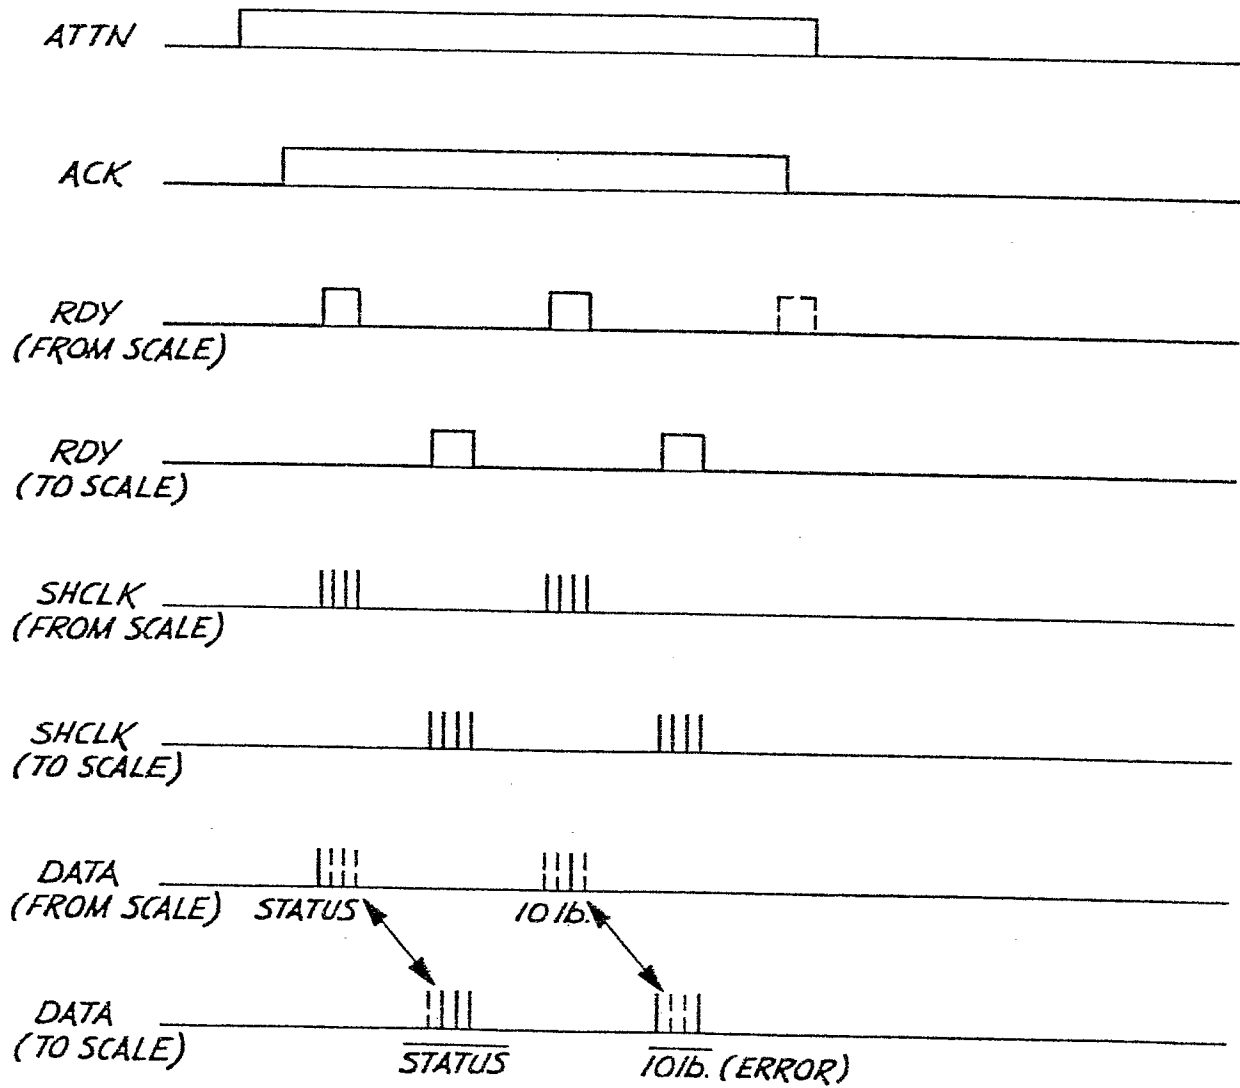 ATTN
ACK
RDY
(FROM SCALE)
RDY
(TO SCALE)
SHCLK
(FROM SCALE)
SHCLK
(TO SCALE)
DATA
(FROM SCALE)
STATUS
10 lb.
DATA
(TO SCALE)
STATUS
10 lb. (ERROR)